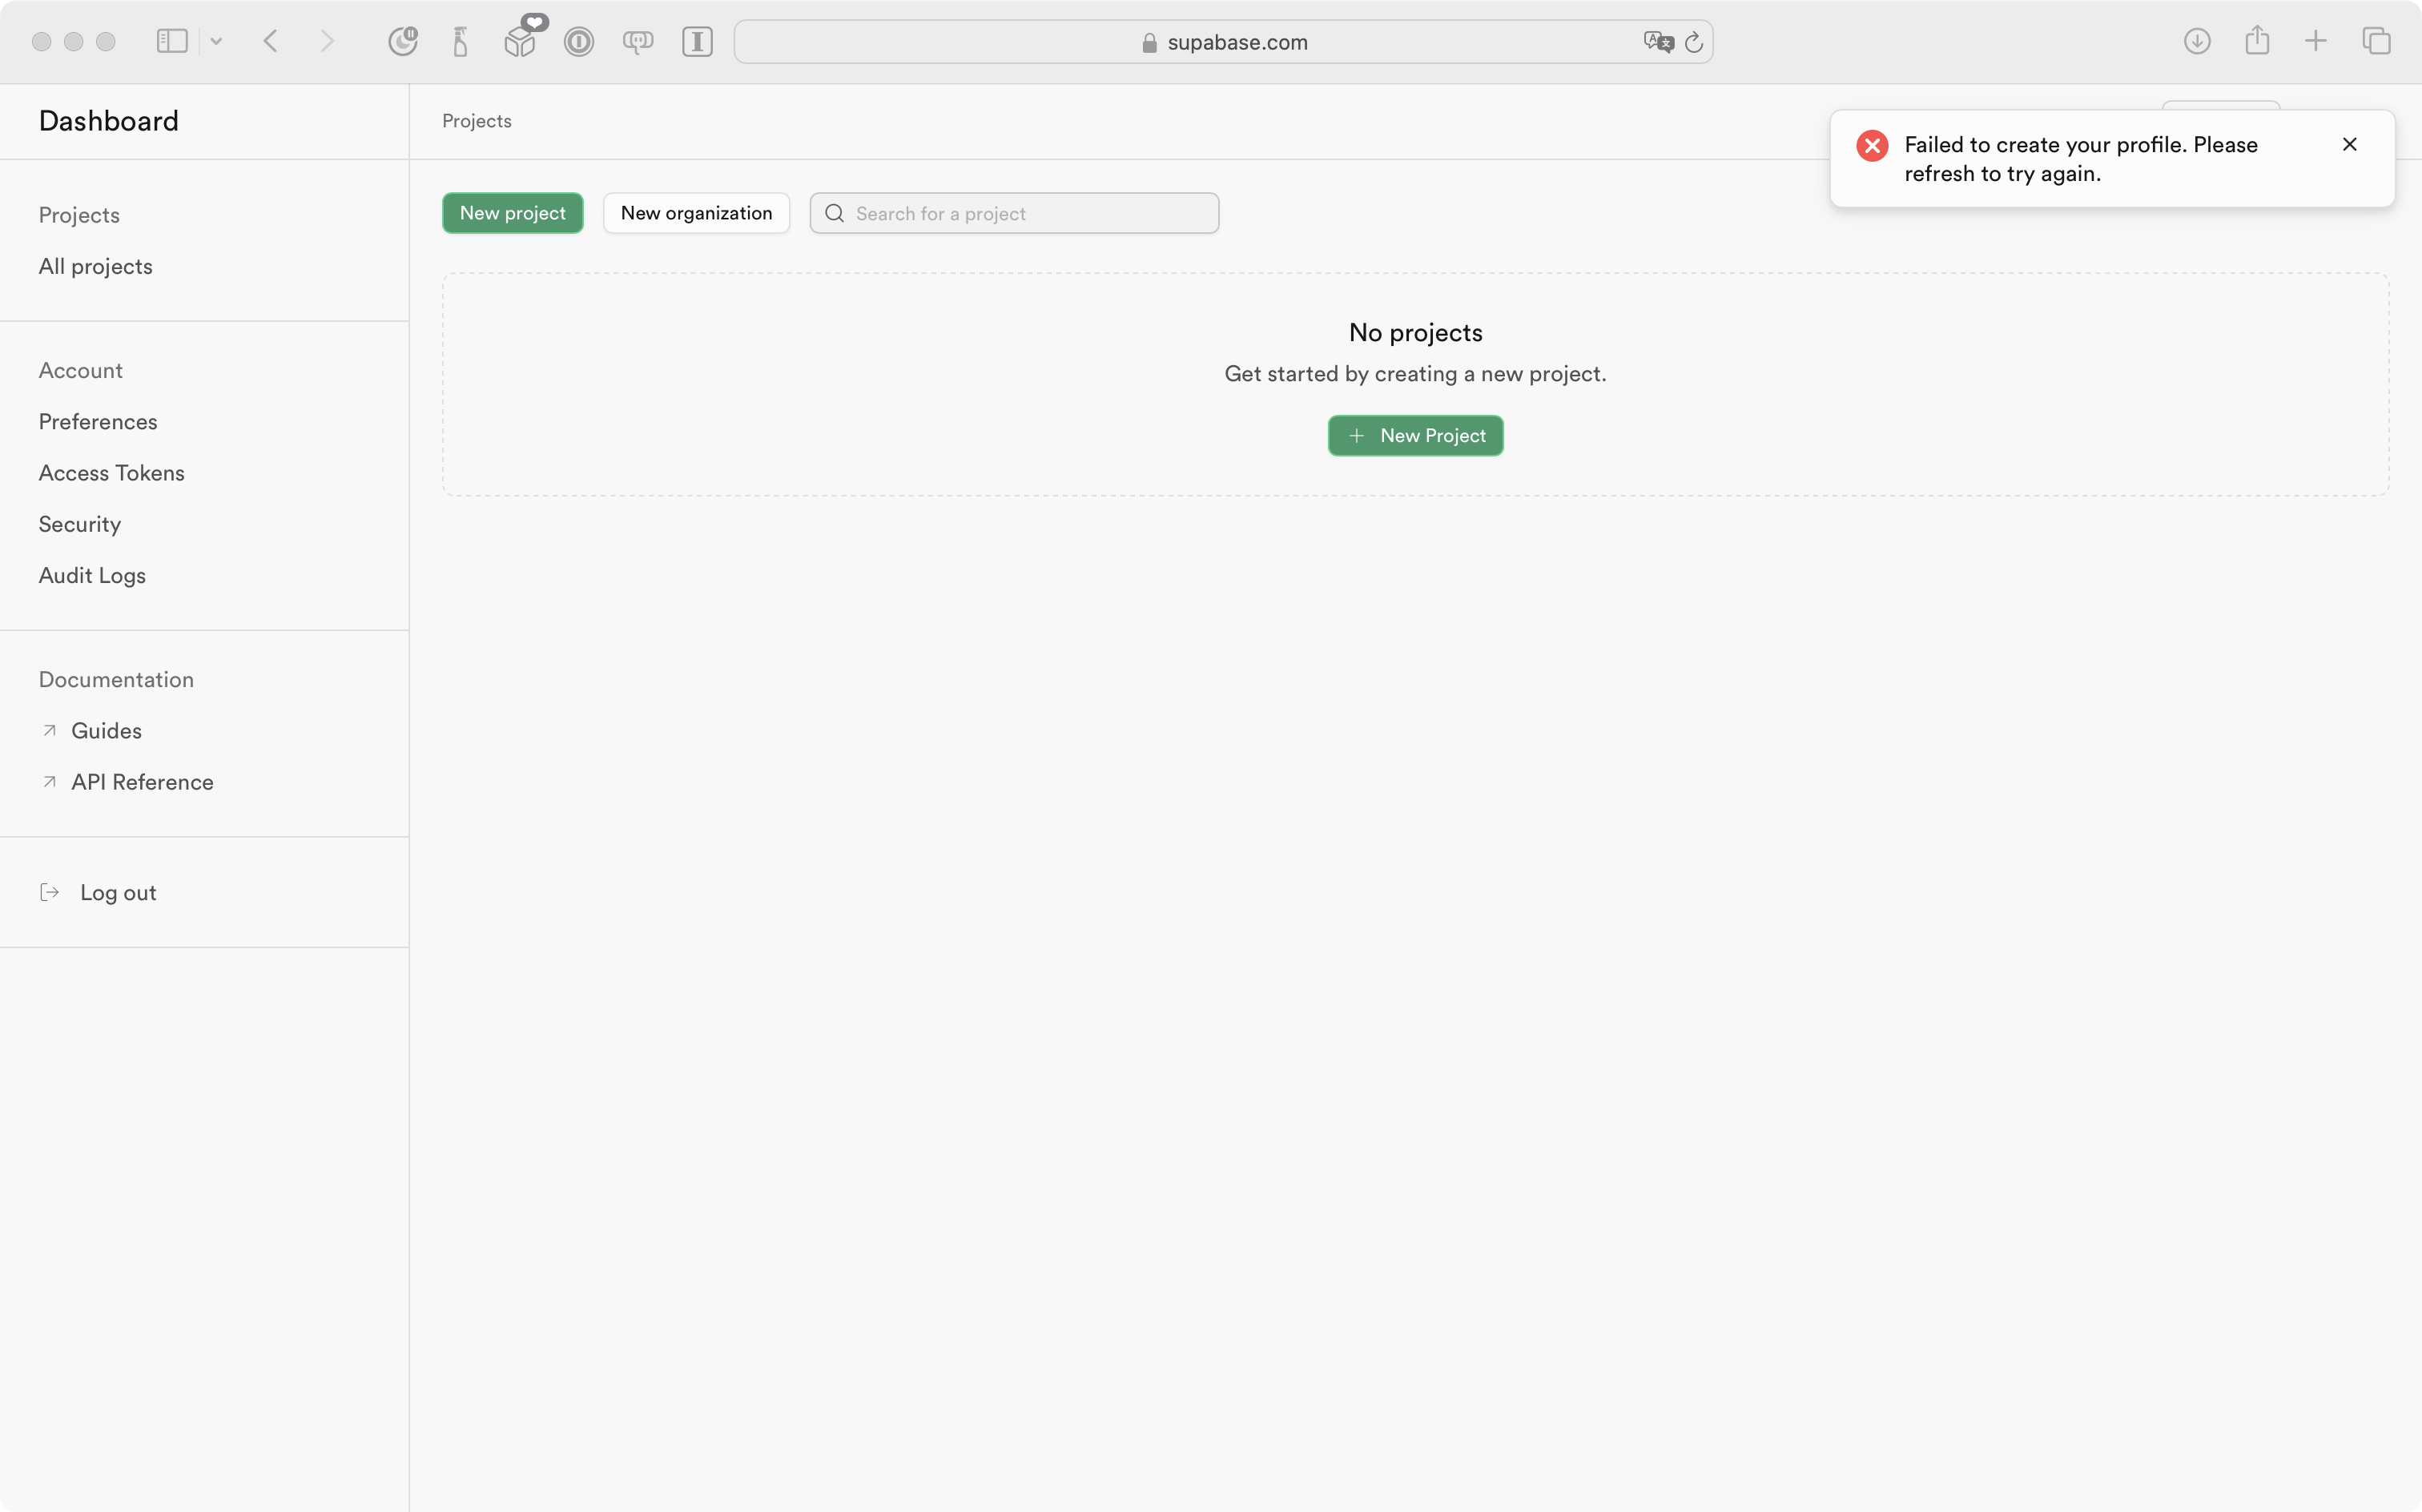 supabase.com
Dashboard
Projects
Failed to create your profile. Please
refresh to try again.
Projects
All projects
Account
Preferences
Access Tokens
Security
Audit Logs
Documentation
Guides
API Reference
Log out
New project
New organization
Search for a project
No projects
Get started by creating a new project.
New Project